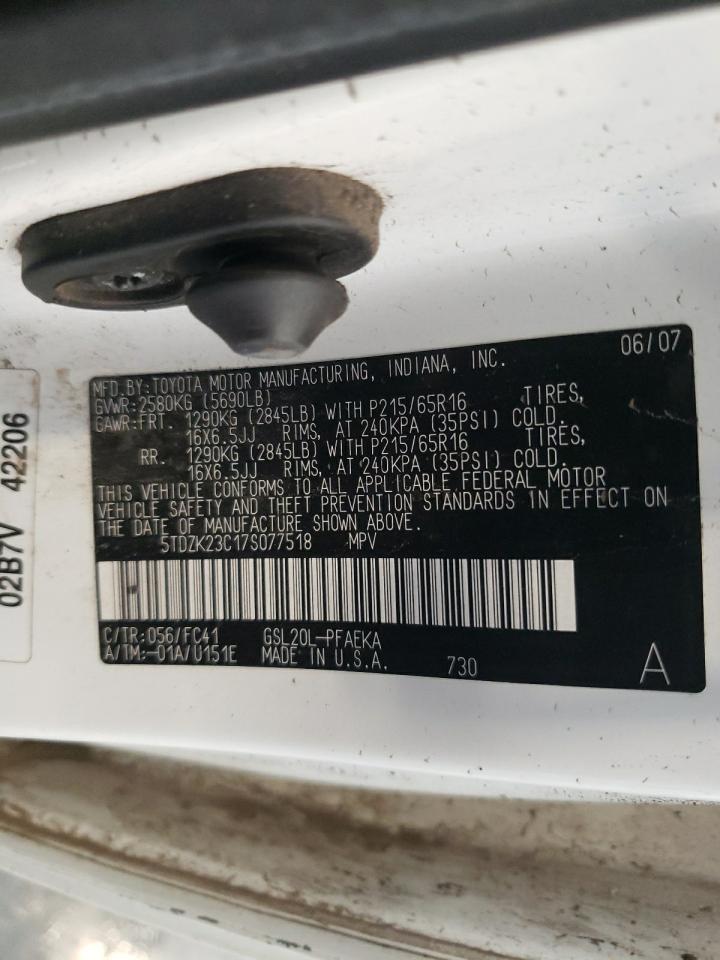 06/07
MFD.BY:TOYOTA MOTOR MANUFACTURING, INDIANA, INC.
GVWR:2580KG (5690LB)
GAWR:FRT. 1290KG (2845LB) WITH P215/65R16 TIRES,
16X6.5JJ RIMS, AT 240KPA (35PSI) COLD.
RR. 1290KG (2845LB) WITH P215/65R16 TIRES,
16X6.5JJ RIMS, AT 240KPA (35PSI) COLD.
THIS VEHICLE CONFORMS TO ALL APPLICABLE FEDERAL MOTOR
VEHICLE SAFETY AND THEFT PREVENTION STANDARDS IN EFFECT ON
THE DATE OF MANUFACTURE SHOWN ABOVE.
5TDZK23C17S077518 MPV
C/TR:056/FC41 GSL20L-PFAEKA
A/TM:-01A/U151E MADE IN U.S.A. 730 A
02B7V 42206